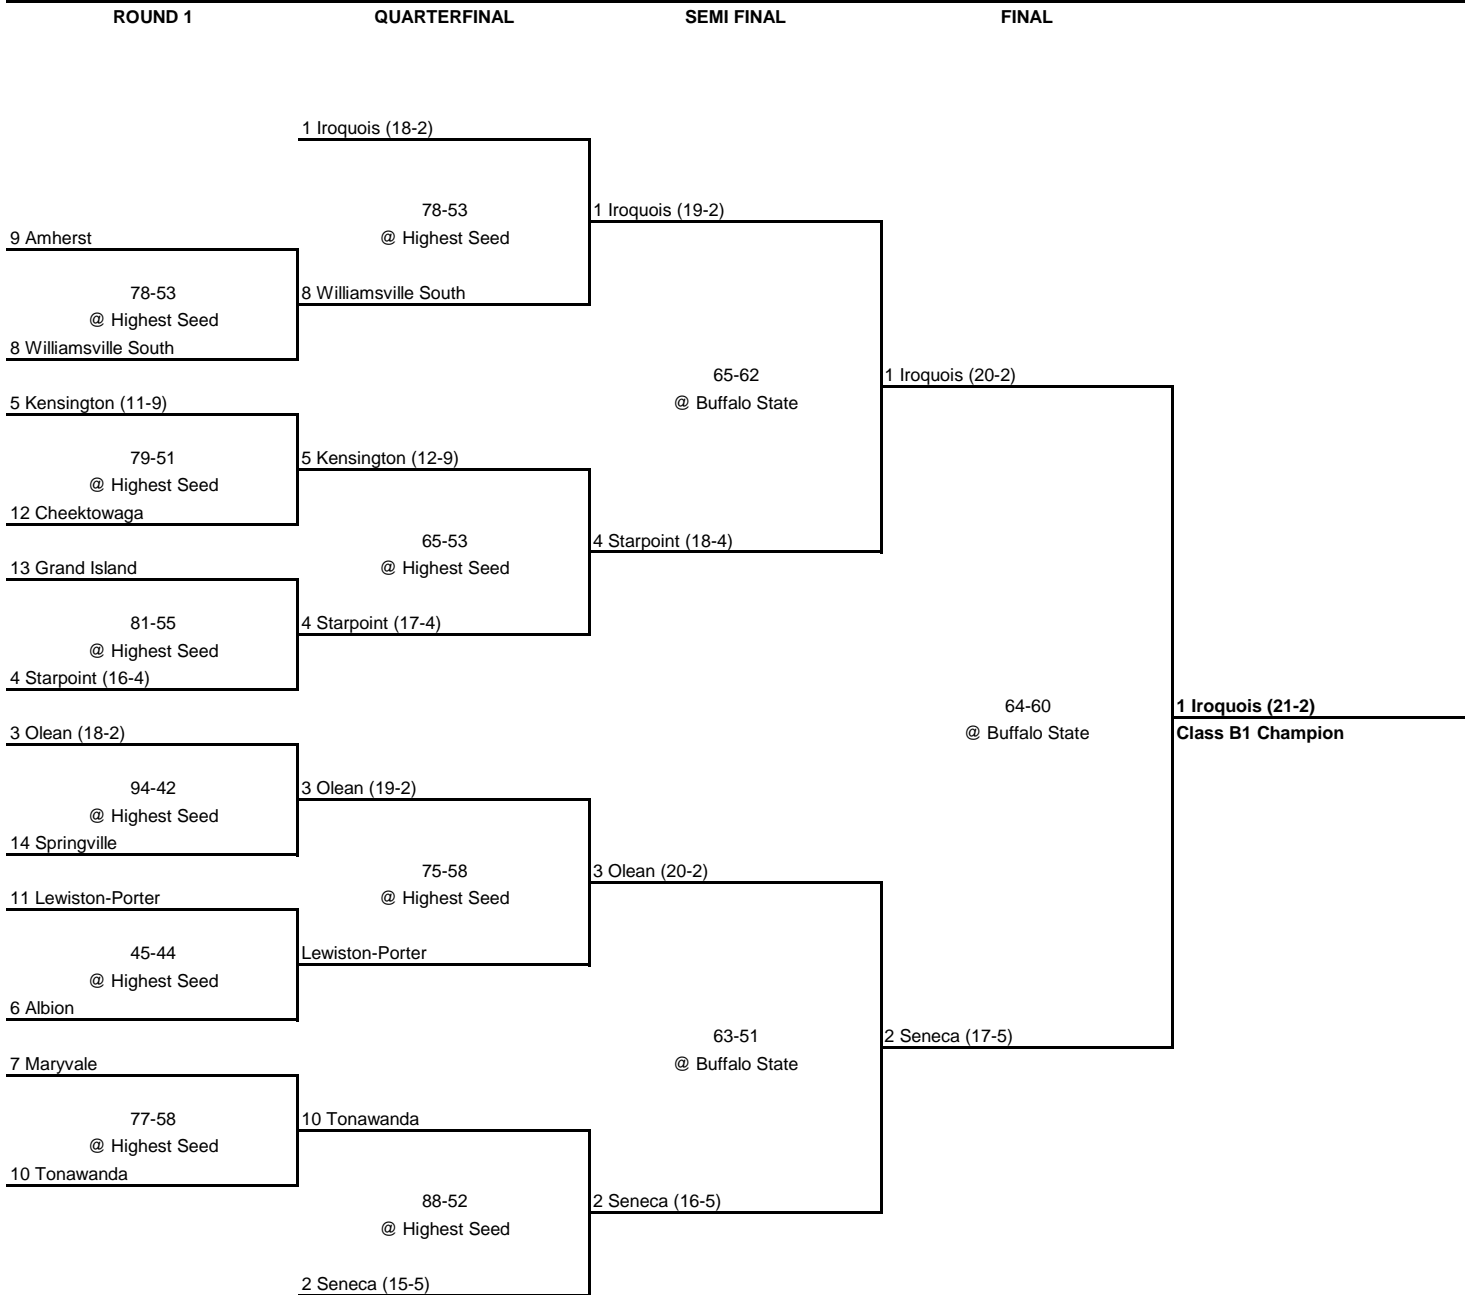 ROUND 1 QUARTERFINAL SEMI FINAL FINAL
1 Iroquois (18-2)
78-53 1 Iroquois (19-2)
9 Amherst @ Highest Seed
78-53 8 Williamsville South
@ Highest Seed
8 Williamsville South
65-62 1 Iroquois (20-2)
5 Kensington (11-9) @ Buffalo State
79-51 5 Kensington (12-9)
@ Highest Seed
12 Cheektowaga
65-53 4 Starpoint (18-4)
13 Grand Island @ Highest Seed
81-55 4 Starpoint (17-4)
@ Highest Seed
4 Starpoint (16-4)
64-60 1 Iroquois (21-2)
3 Olean (18-2) @ Buffalo State Class B1 Champion
94-42 3 Olean (19-2)
@ Highest Seed
14 Springville
75-58 3 Olean (20-2)
11 Lewiston-Porter @ Highest Seed
45-44 Lewiston-Porter
@ Highest Seed
6 Albion
63-51 2 Seneca (17-5)
7 Maryvale @ Buffalo State
77-58 10 Tonawanda
@ Highest Seed
10 Tonawanda
88-52 2 Seneca (16-5)
@ Highest Seed
2 Seneca (15-5)